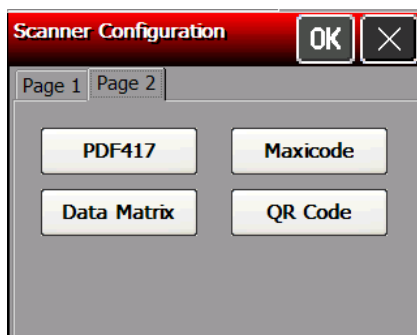 Scanner Configuration OK
Page 1 Page 2
PDF417 Maxicode
Data Matrix QR Code